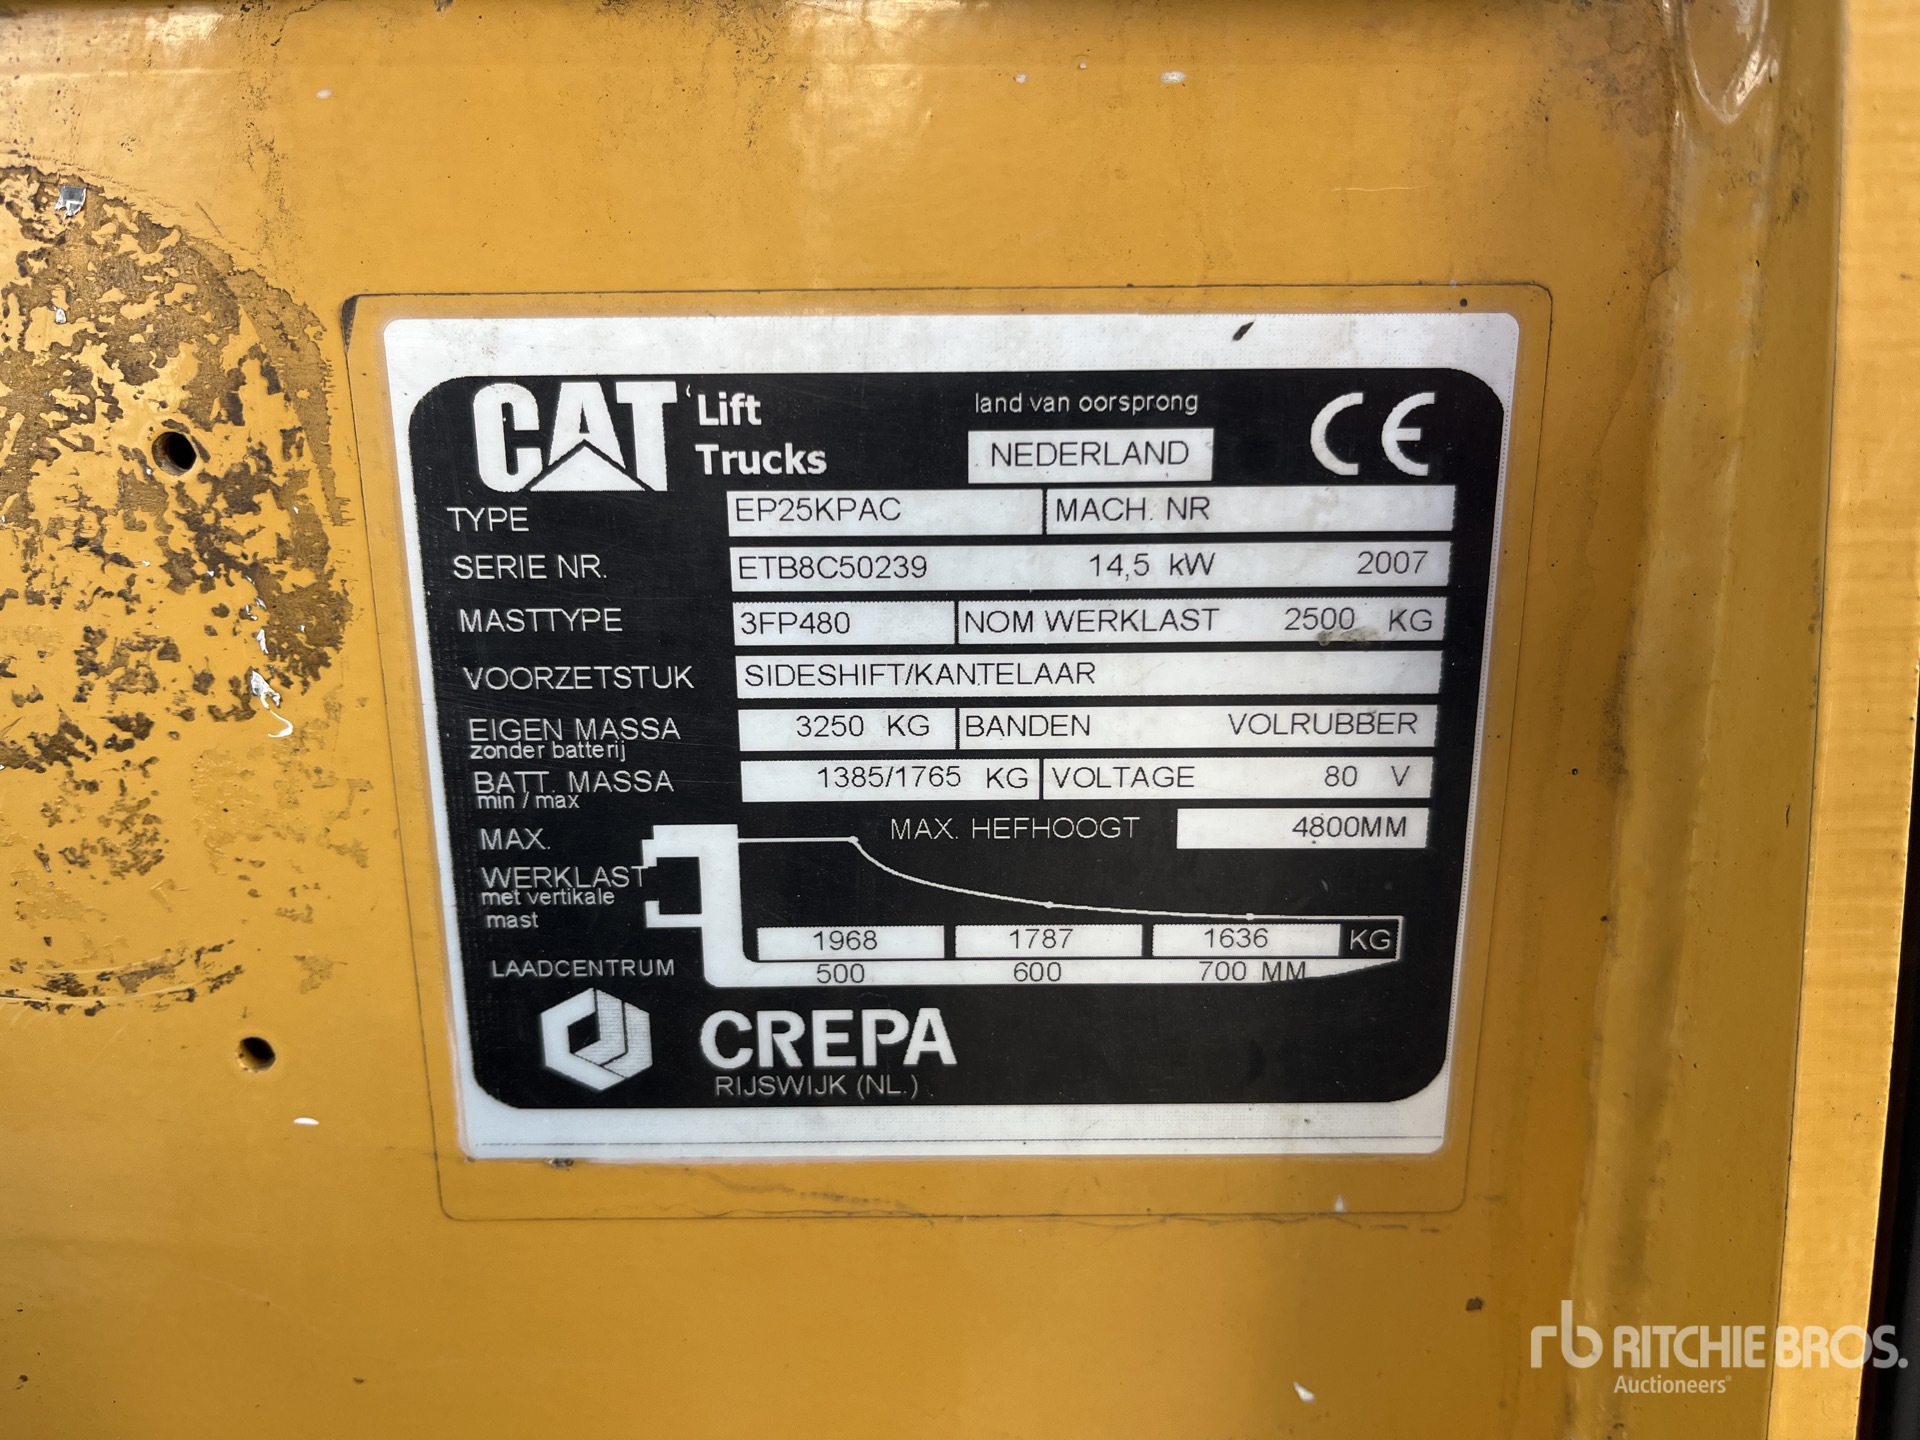 CAT Lift Trucks
land van oorsprong
NEDERLAND
CE
TYPE EP25KPAC MACH. NR
SERIE NR. ETB8C50239 14,5 kW 2007
MASTTYPE 3FP480 NOM WERKLAST 2500 KG
VOORZETSTUK SIDESHIFT/KANTELAAR
EIGEN MASSA 3250 KG BANDEN VOLRUBBER
zonder batterij
BATT. MASSA 1385/1765 KG VOLTAGE 80 V
min / max
MAX. HEFHOOGT 4800MM
MAX.
WERKLAST
met vertikale
mast
1968 1787 1636 KG
LAADCENTRUM 500 600 700 MM
CREPA
RIJSWIJK (NL.)
rb RITCHIE BROS.
Auctioneers